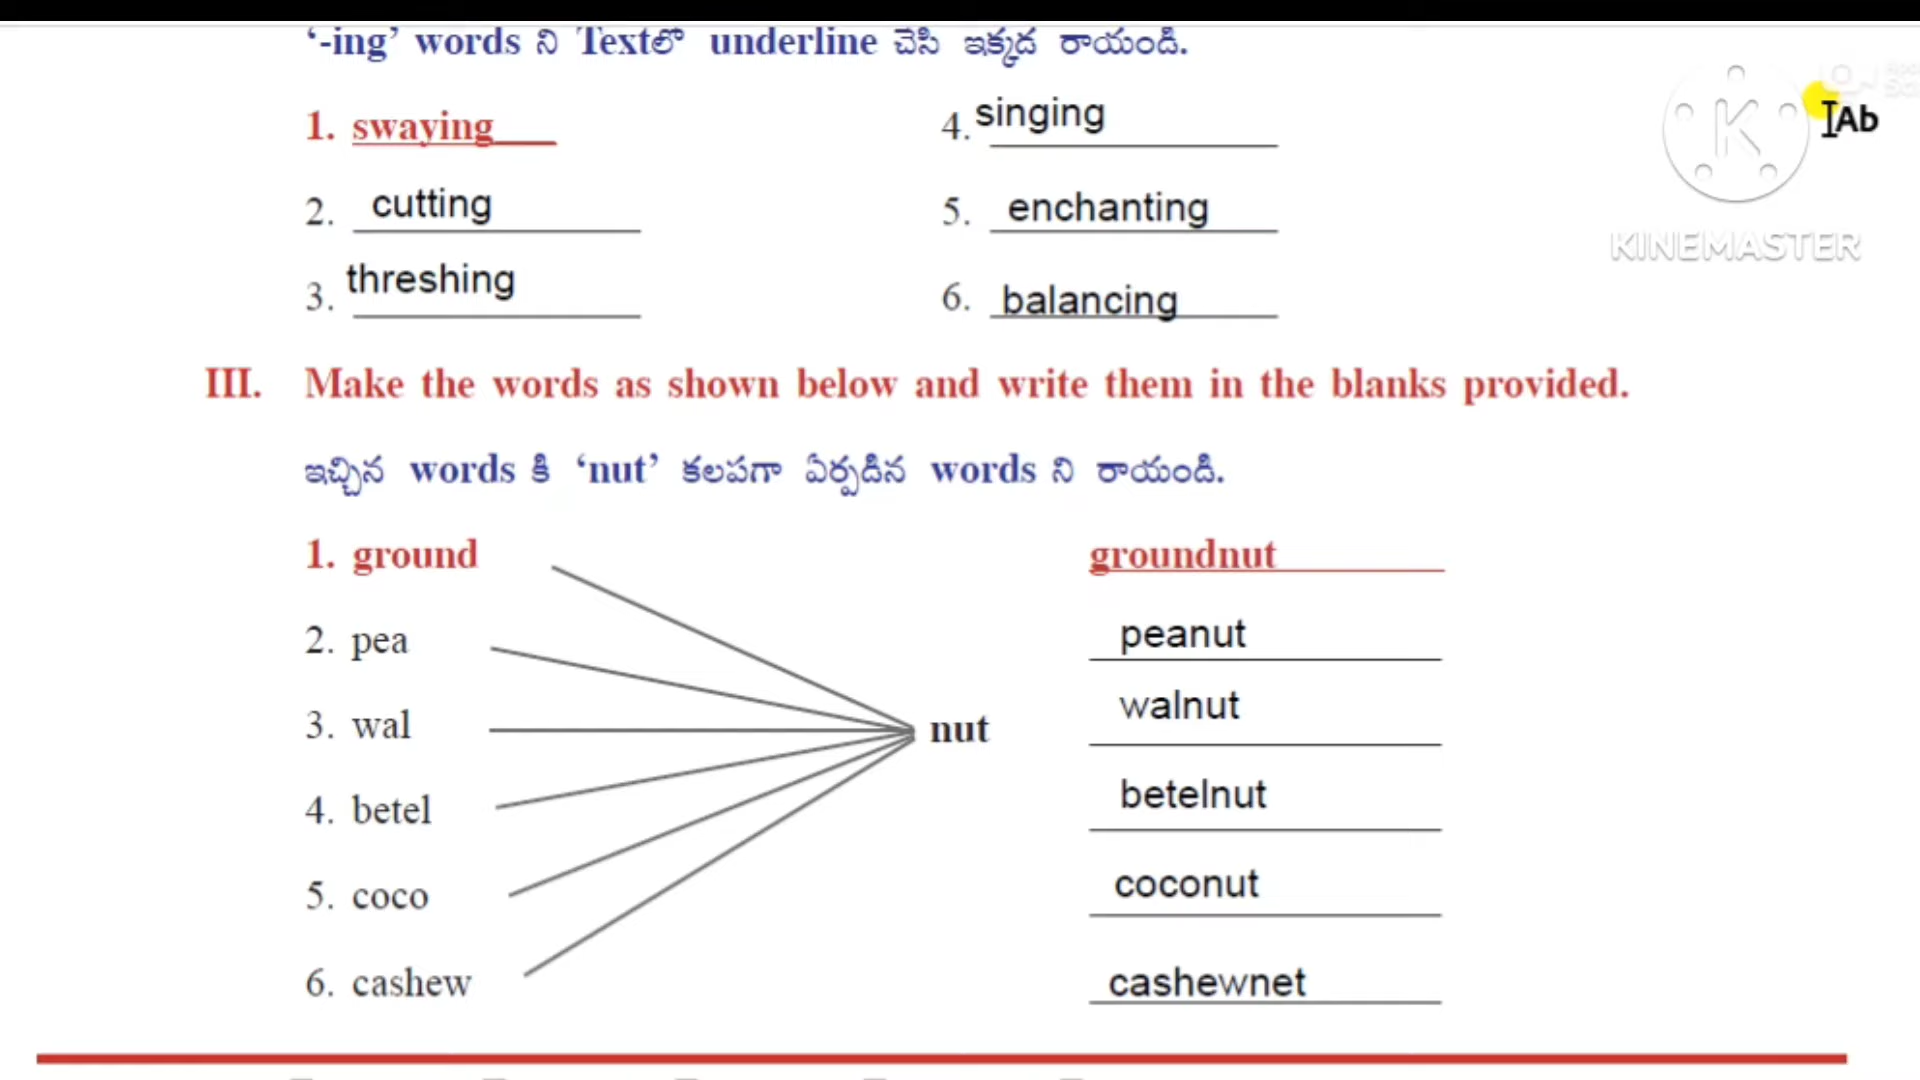 ‘-ing’ words ని Textలో underline చేసి ఇక్కడ రాయండి.
1. swaying 4. singing
2. cutting 5. enchanting
3. threshing 6. balancing
Ab
KINEMASTER
III. Make the words as shown below and write them in the blanks provided.
ఇచ్చిన words కి ‘nut’ కలపగా ఏర్పడిన words ని రాయండి.
1. ground groundnut
2. pea peanut
3. wal nut walnut
4. betel betelnut
5. coco coconut
6. cashew cashewnet